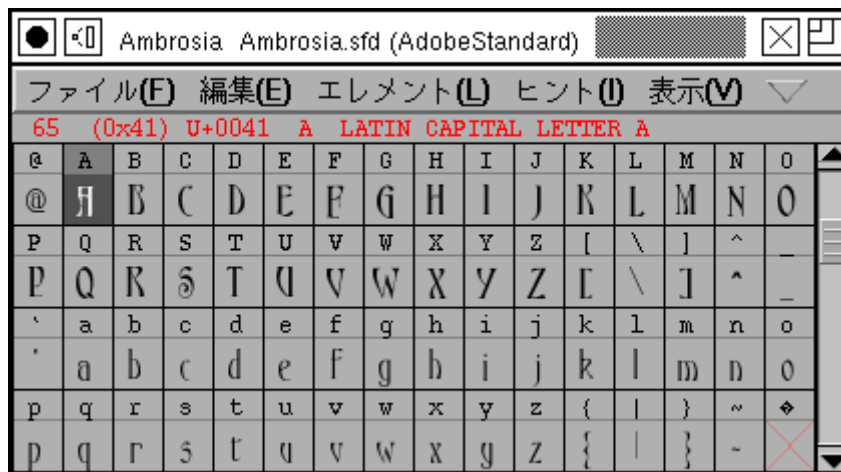 Ambrosia Ambrosia.sfd (AdobeStandard)
ファイル(F) 編集(E) エレメント(L) ヒント(I) 表示(V)
65 (0x41) U+0041 A LATIN CAPITAL LETTER A
@ A B C D E F G H I J K L M N O
@ A B C D E F G H I J K L M N O
P Q R S T U V W X Y Z [ \ ] ^ _
P Q R S T U V W X Y Z [ \ ] ^ _
` a b c d e f g h i j k l m n o
' a b c d e f g h i j k l m n o
p q r s t u v w x y z { | } ~ �
p q r s t u v w x y z { | } ~